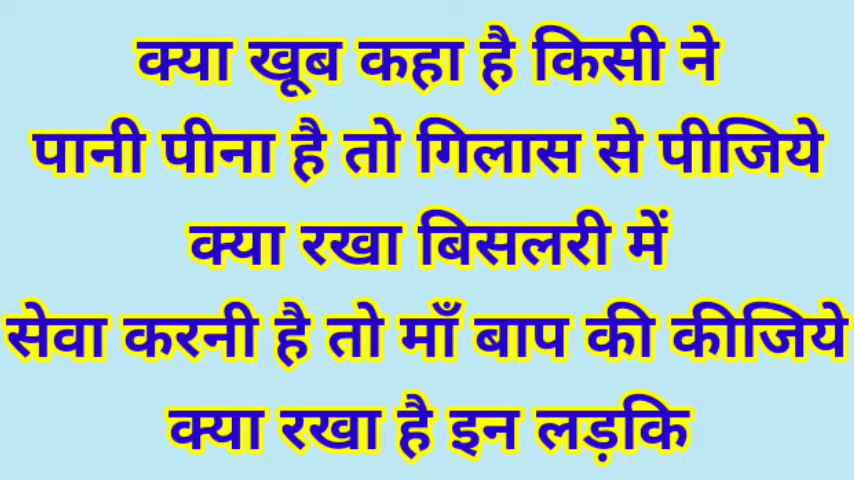 क्या खूब कहा है किसी ने
पानी पीना है तो गिलास से पीजिये
क्या रखा बिसलरी में
सेवा करनी है तो माँ बाप की कीजिये
क्या रखा है इन लड़कि